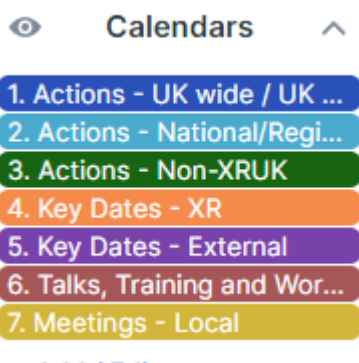 Calendars
1. Actions - UK wide / UK ...
2. Actions - National/Regi...
3. Actions - Non-XRUK
4. Key Dates - XR
5. Key Dates - External
6. Talks, Training and Wor...
7. Meetings - Local